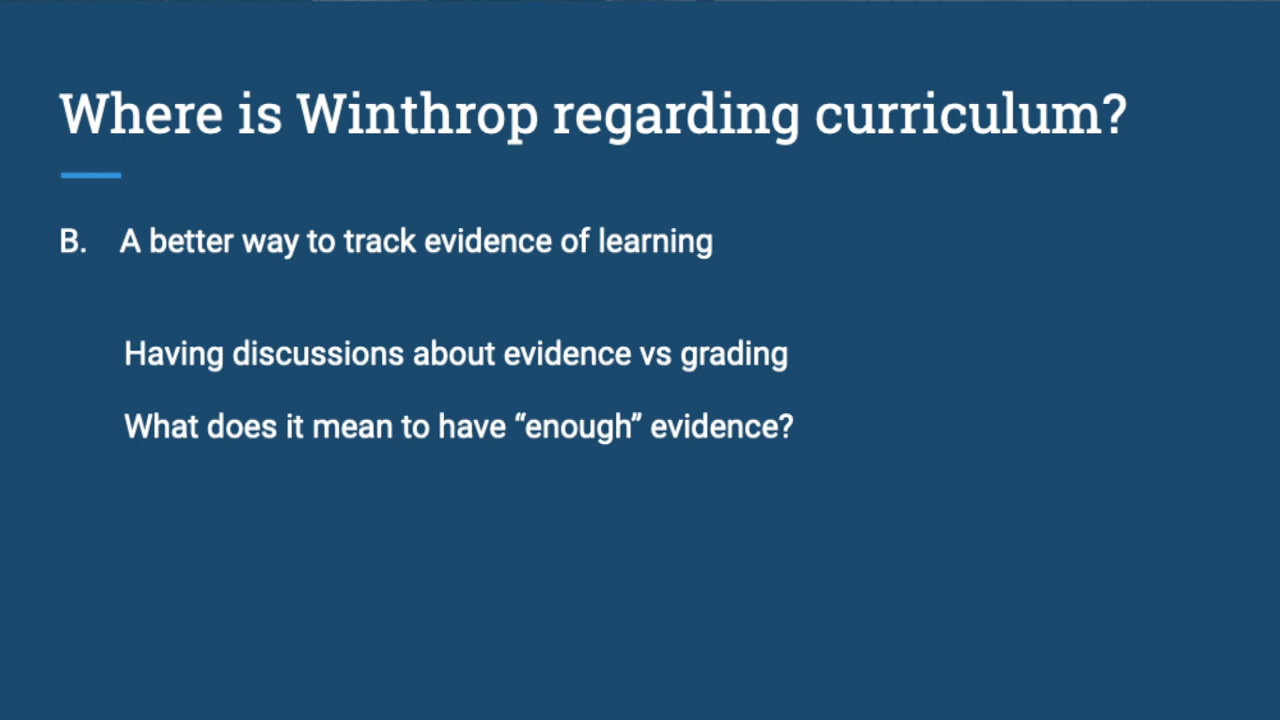 Where is Winthrop regarding curriculum?
B. A better way to track evidence of learning
Having discussions about evidence vs grading
What does it mean to have “enough” evidence?